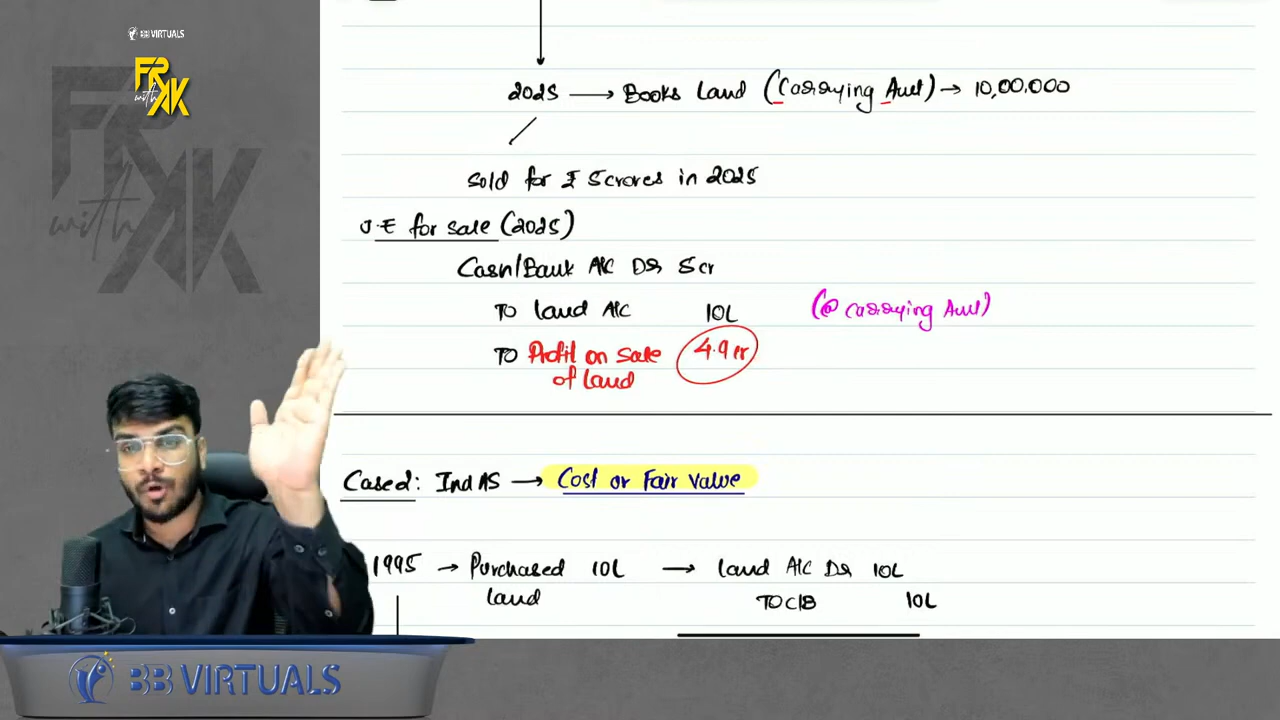 BB VIRTUALS
FR
with
AK
2025 → Books Land (Carrying Amt) → 10,00,000
Sold for ₹ 5 crores in 2025
J.E for sale (2025)
Cash/Bank A/C Dr 5cr
To land A/C 10L (@ carrying Amt)
To Profit on sale 4.9 cr
of land
Case2: Ind AS → Cost or Fair Value
1995 → Purchased 10L → land A/C Dr 10L
land TO C/B 10L
BB VIRTUALS